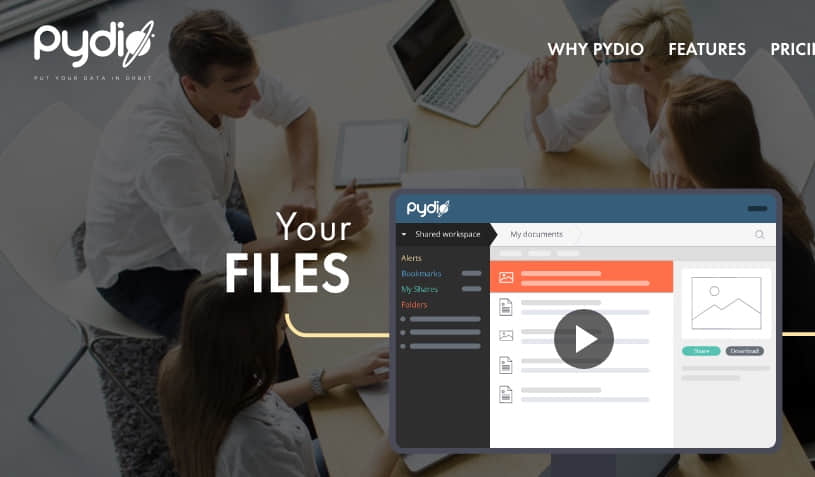 pydio
PUT YOUR DATA IN ORBIT
WHY PYDIO FEATURES PRICI
Your
FILES
pydio
Shared workspace My documents
Alerts
Bookmarks
My Shares
Folders
Share Download